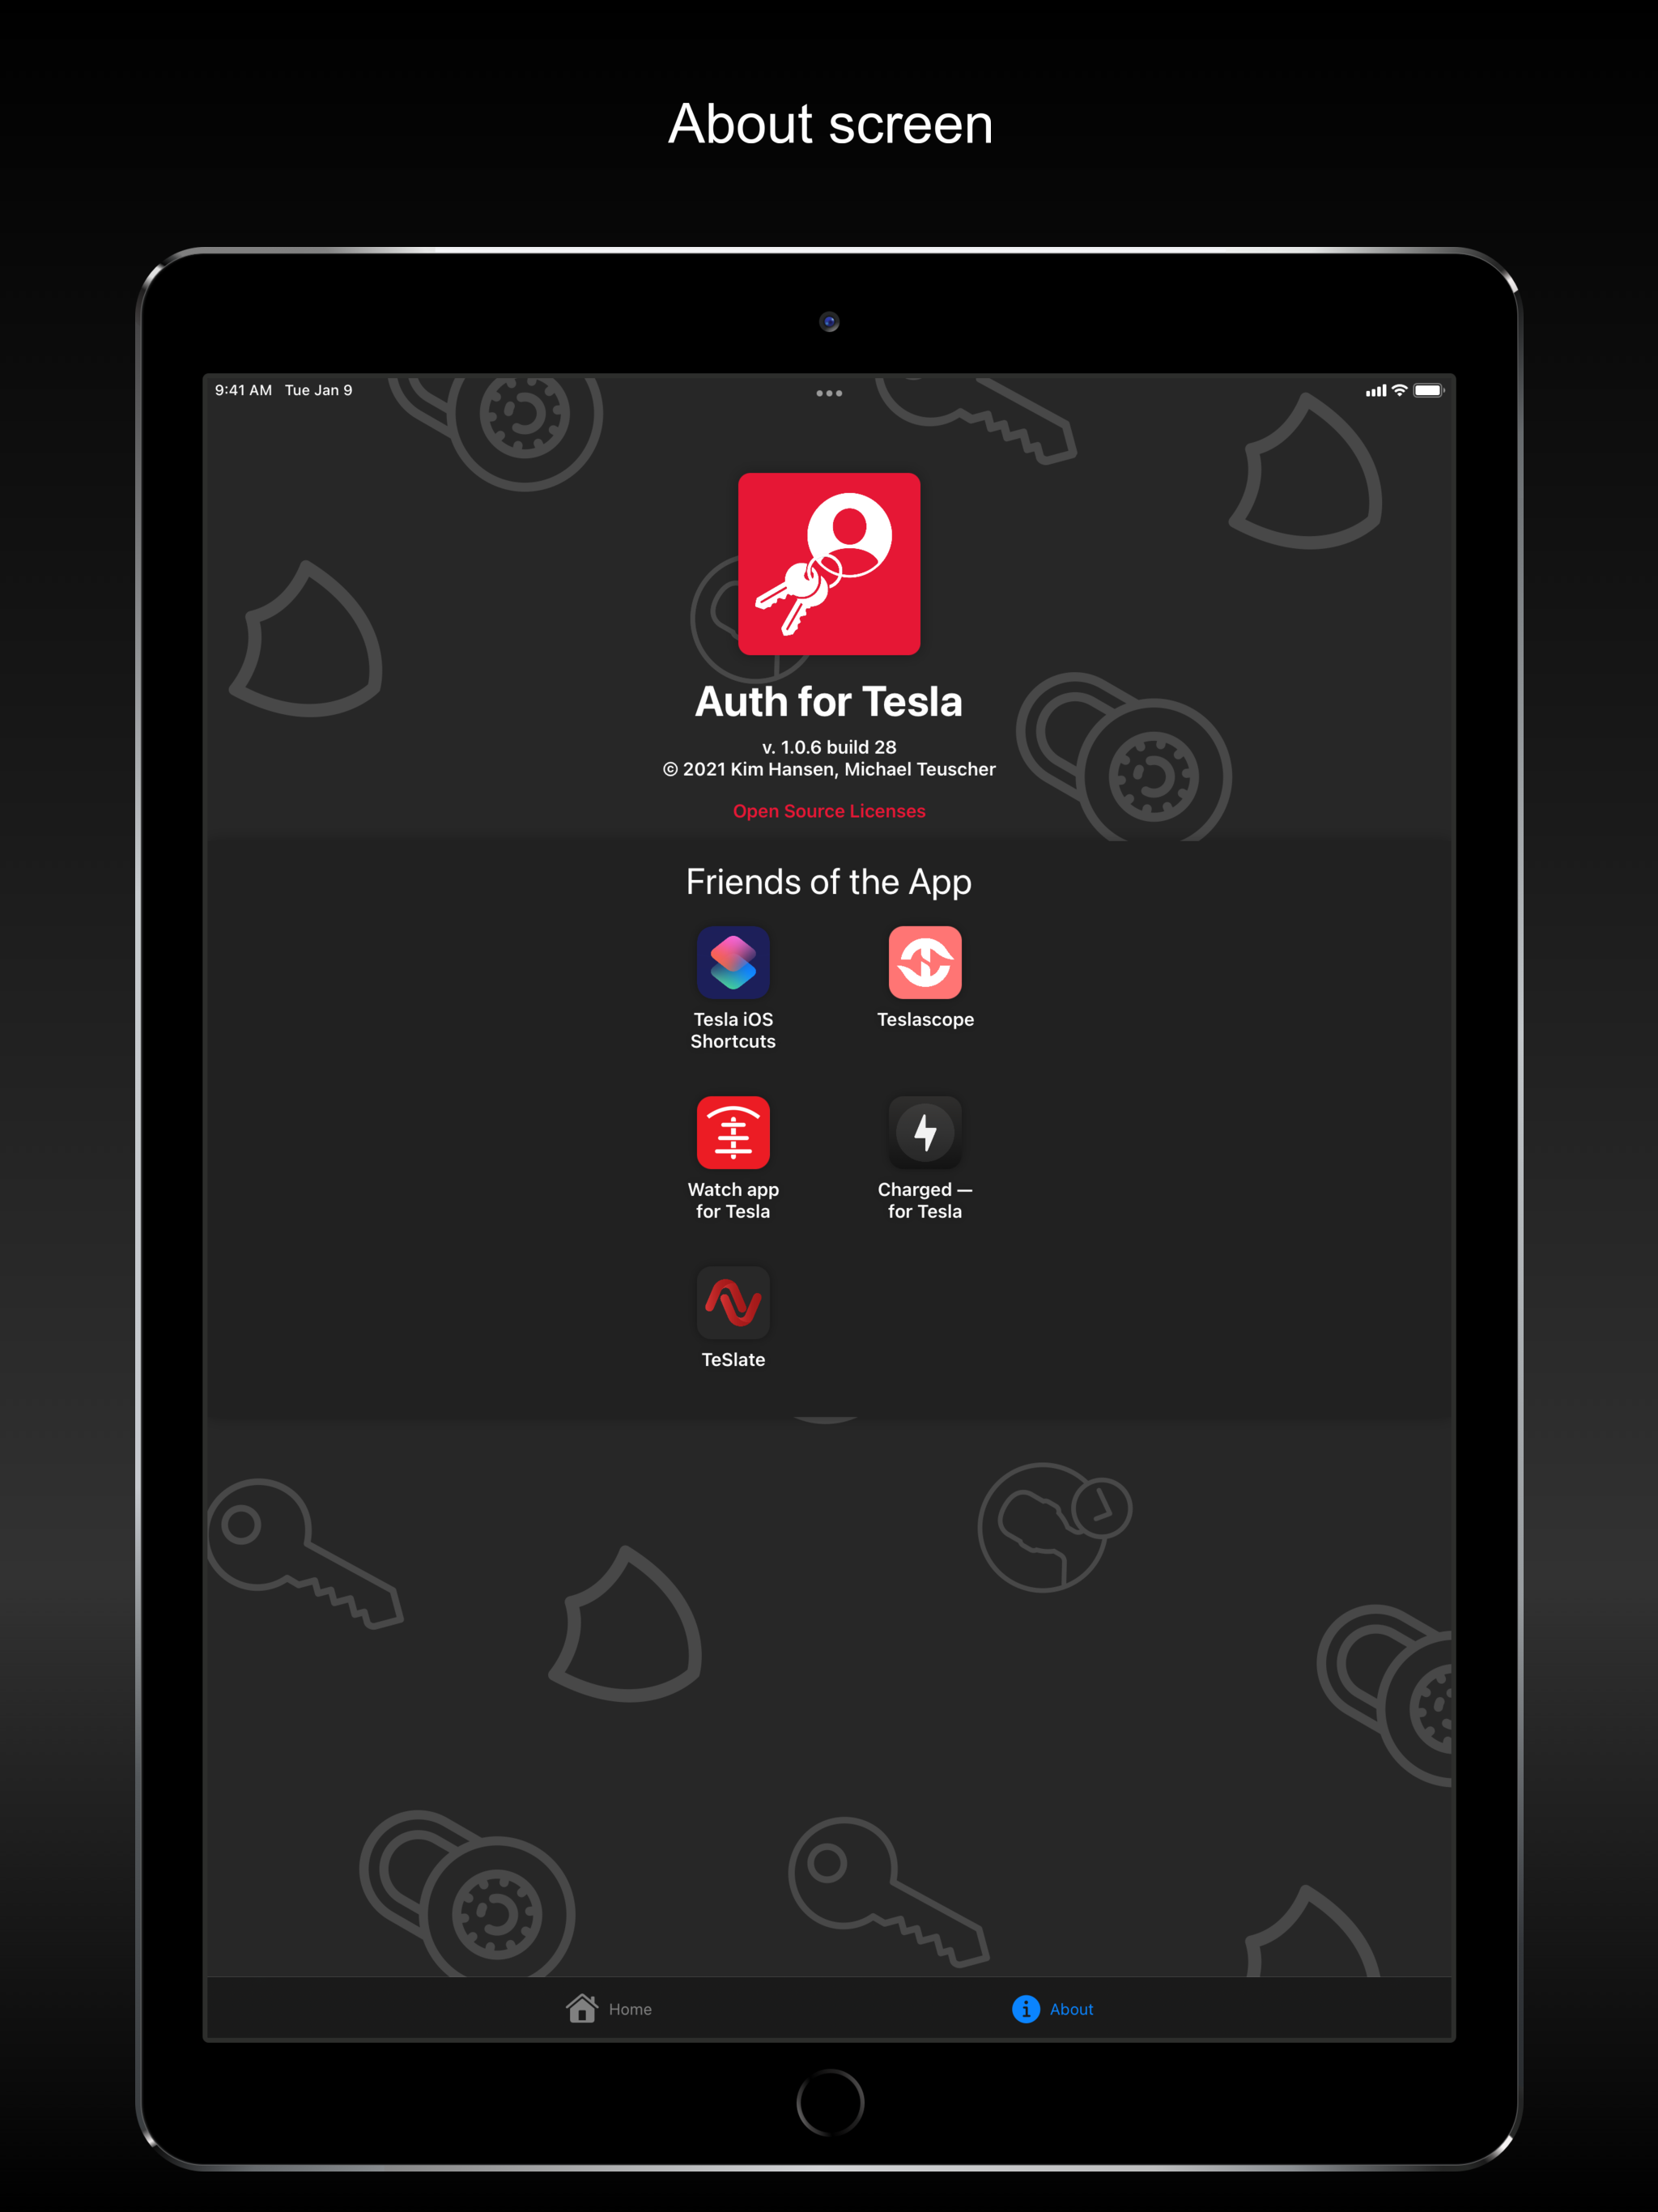 About screen
9:41 AM Tue Jan 9
Auth for Tesla
v. 1.0.6 build 28
© 2021 Kim Hansen, Michael Teuscher
Open Source Licenses
Friends of the App
Tesla iOS
Shortcuts
Teslascope
Watch app
for Tesla
Charged —
for Tesla
TeSlate
Home
About